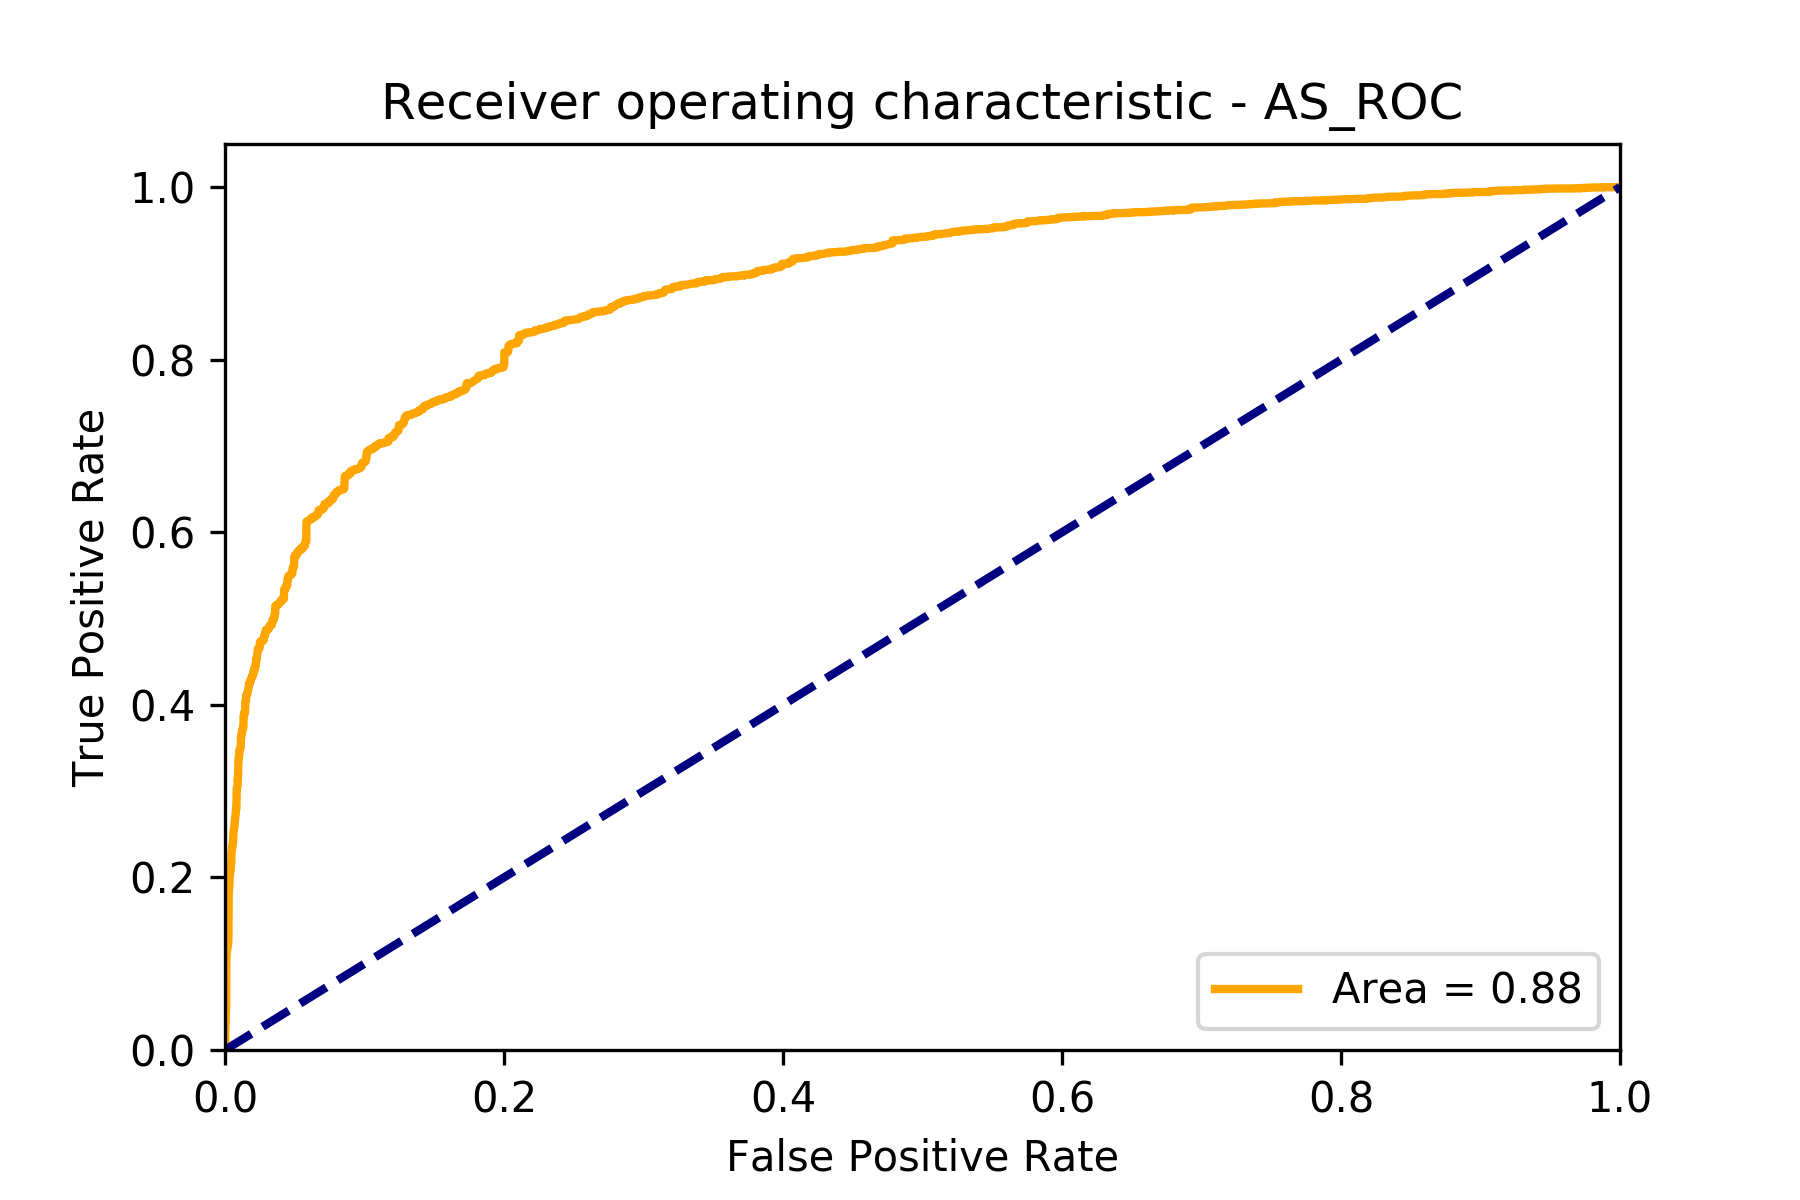 Receiver operating characteristic - AS_ROC
1.0
0.8
0.6
0.4
0.2
0.0
True Positive Rate
Area = 0.88
0.0 0.2 0.4 0.6 0.8 1.0
False Positive Rate